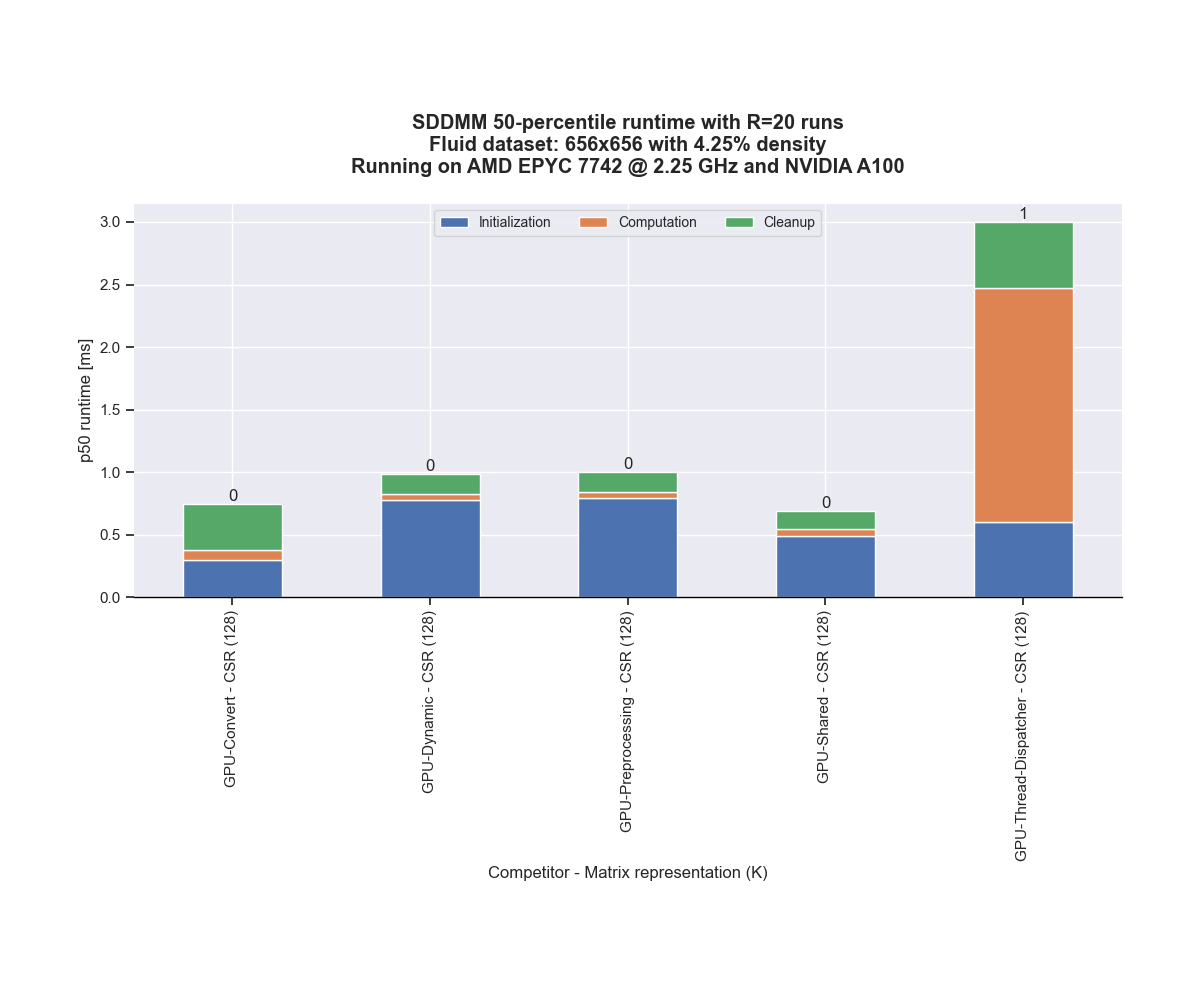 SDDMM 50-percentile runtime with R=20 runs
Fluid dataset: 656x656 with 4.25% density
Running on AMD EPYC 7742 @ 2.25 GHz and NVIDIA A100
Initialization Computation Cleanup
p50 runtime [ms]
3.0
2.5
2.0
1.5
1.0
0.5
0.0
0
0
0
0
1
GPU-Convert - CSR (128)
GPU-Dynamic - CSR (128)
GPU-Preprocessing - CSR (128)
GPU-Shared - CSR (128)
GPU-Thread-Dispatcher - CSR (128)
Competitor - Matrix representation (K)